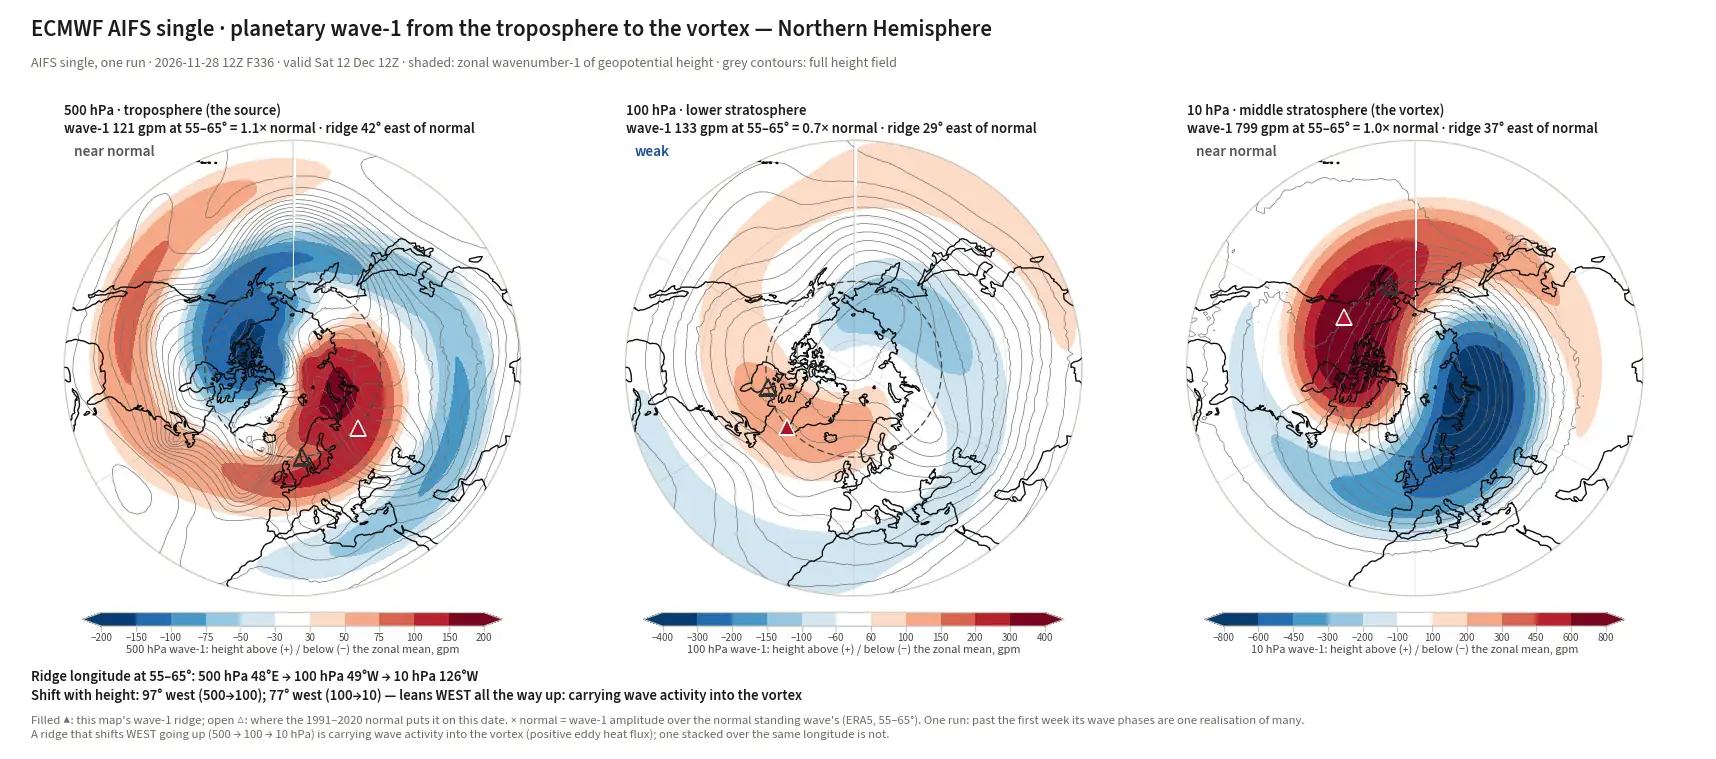 ECMWF AIFS single · planetary wave-1 from the troposphere to the vortex — Northern Hemisphere
AIFS single, one run · 2026-11-28 12Z F336 · valid Sat 12 Dec 12Z · shaded: zonal wavenumber-1 of geopotential height · grey contours: full height field
500 hPa · troposphere (the source)
wave-1 121 gpm at 55–65° = 1.1× normal · ridge 42° east of normal
near normal
100 hPa · lower stratosphere
wave-1 133 gpm at 55–65° = 0.7× normal · ridge 29° east of normal
weak
10 hPa · middle stratosphere (the vortex)
wave-1 799 gpm at 55–65° = 1.0× normal · ridge 37° east of normal
near normal
−200 −150 −100 −75 −50 −30 30 50 75 100 150 200
500 hPa wave-1: height above (+) / below (−) the zonal mean, gpm
−400 −300 −200 −150 −100 −60 60 100 150 200 300 400
100 hPa wave-1: height above (+) / below (−) the zonal mean, gpm
−800 −600 −450 −300 −200 −100 100 200 300 450 600 800
10 hPa wave-1: height above (+) / below (−) the zonal mean, gpm
Ridge longitude at 55–65°: 500 hPa 48°E → 100 hPa 49°W → 10 hPa 126°W
Shift with height: 97° west (500→100); 77° west (100→10) — leans WEST all the way up: carrying wave activity into the vortex
Filled ▲: this map's wave-1 ridge; open △: where the 1991–2020 normal puts it on this date. × normal = wave-1 amplitude over the normal standing wave's (ERA5, 55–65°). One run: past the first week its wave phases are one realisation of many.
A ridge that shifts WEST going up (500 → 100 → 10 hPa) is carrying wave activity into the vortex (positive eddy heat flux); one stacked over the same longitude is not.